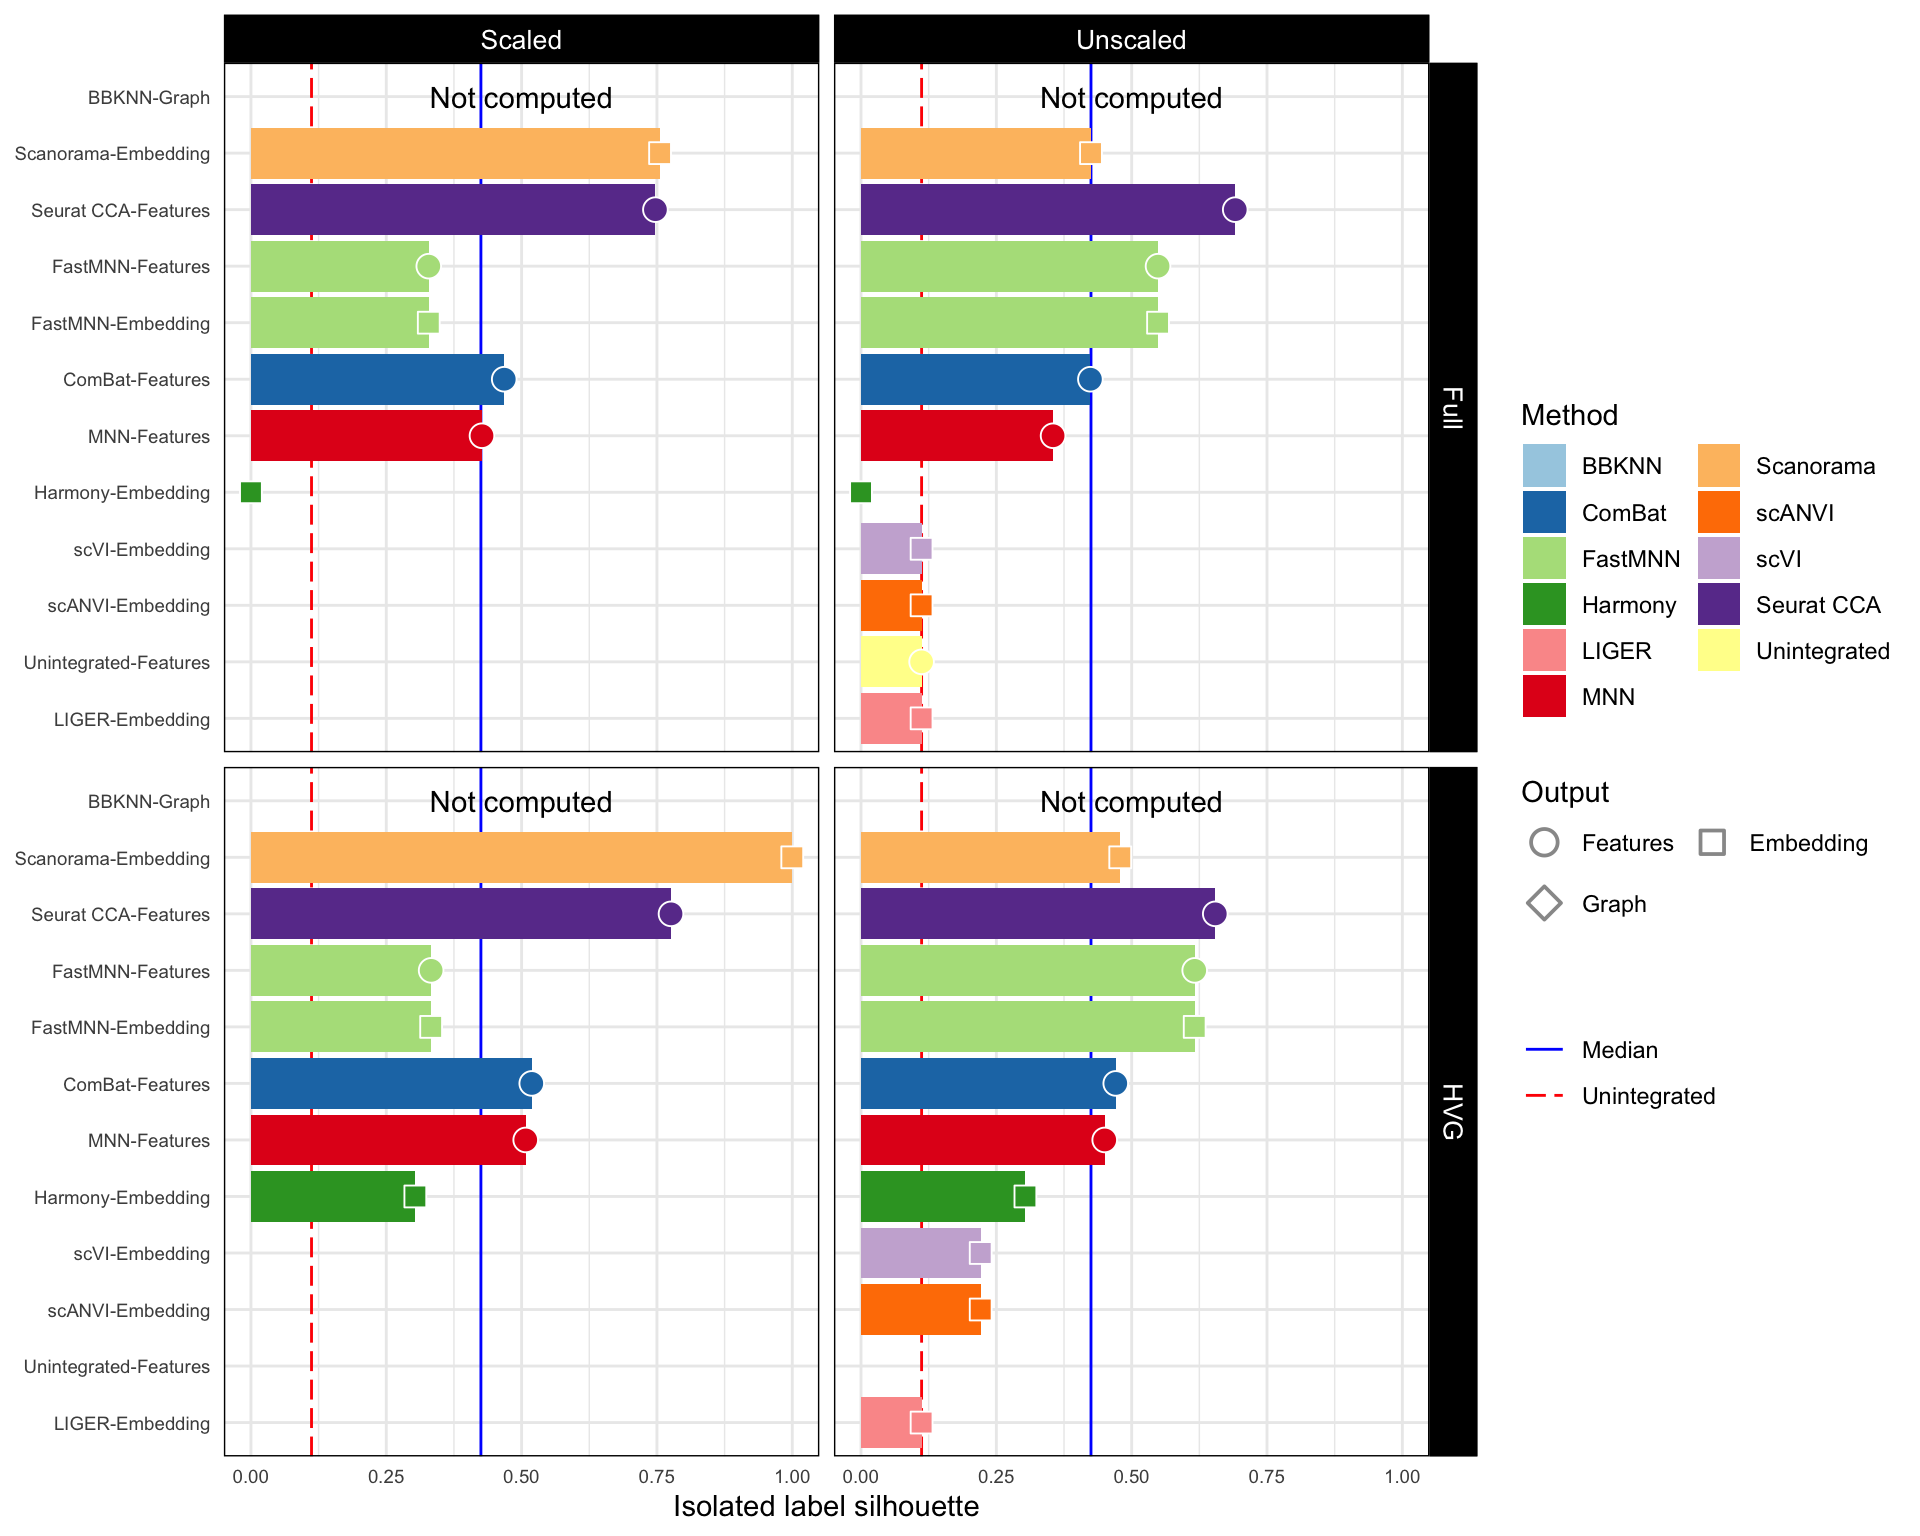 Scaled
Unscaled
BBKNN-Graph
Scanorama-Embedding
Seurat CCA-Features
FastMNN-Features
FastMNN-Embedding
ComBat-Features
MNN-Features
Harmony-Embedding
scVI-Embedding
scANVI-Embedding
Unintegrated-Features
LIGER-Embedding
Not computed
Not computed
Full
BBKNN-Graph
Scanorama-Embedding
Seurat CCA-Features
FastMNN-Features
FastMNN-Embedding
ComBat-Features
MNN-Features
Harmony-Embedding
scVI-Embedding
scANVI-Embedding
Unintegrated-Features
LIGER-Embedding
Not computed
Not computed
HVG
0.00 0.25 0.50 0.75 1.00
0.00 0.25 0.50 0.75 1.00
Isolated label silhouette
Method
BBKNN
ComBat
FastMNN
Harmony
LIGER
MNN
Scanorama
scANVI
scVI
Seurat CCA
Unintegrated
Output
Features
Embedding
Graph
Median
Unintegrated